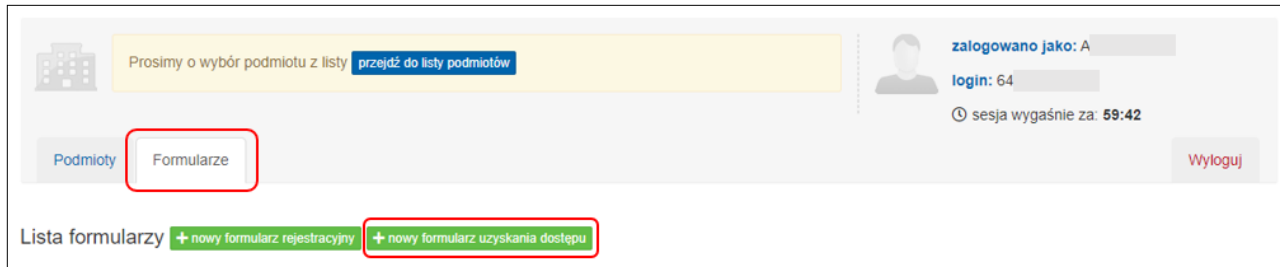 Prosimy o wybór podmiotu z listy przejdź do listy podmiotów
zalogowano jako: A
login: 64
sesja wygaśnie za: 59:42
Podmioty Formularze Wyloguj
Lista formularzy + nowy formularz rejestracyjny + nowy formularz uzyskania dostępu